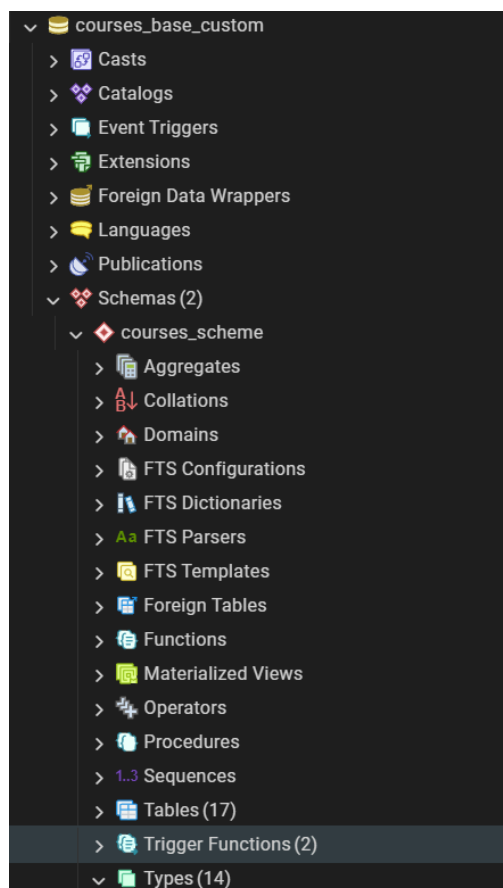 courses_base_custom
Casts
Catalogs
Event Triggers
Extensions
Foreign Data Wrappers
Languages
Publications
Schemas (2)
courses_scheme
Aggregates
A
B↓ Collations
Domains
FTS Configurations
FTS Dictionaries
Aa FTS Parsers
FTS Templates
Foreign Tables
Functions
Materialized Views
Operators
Procedures
1..3 Sequences
Tables (17)
Trigger Functions (2)
Types (14)